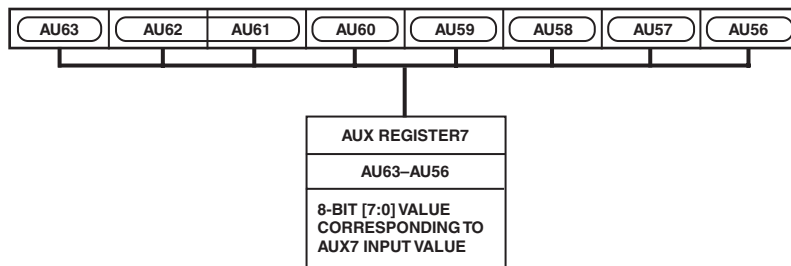 AU63 AU62 AU61 AU60 AU59 AU58 AU57 AU56
AUX REGISTER7
AU63–AU56
8-BIT [7:0] VALUE
CORRESPONDING TO
AUX7 INPUT VALUE